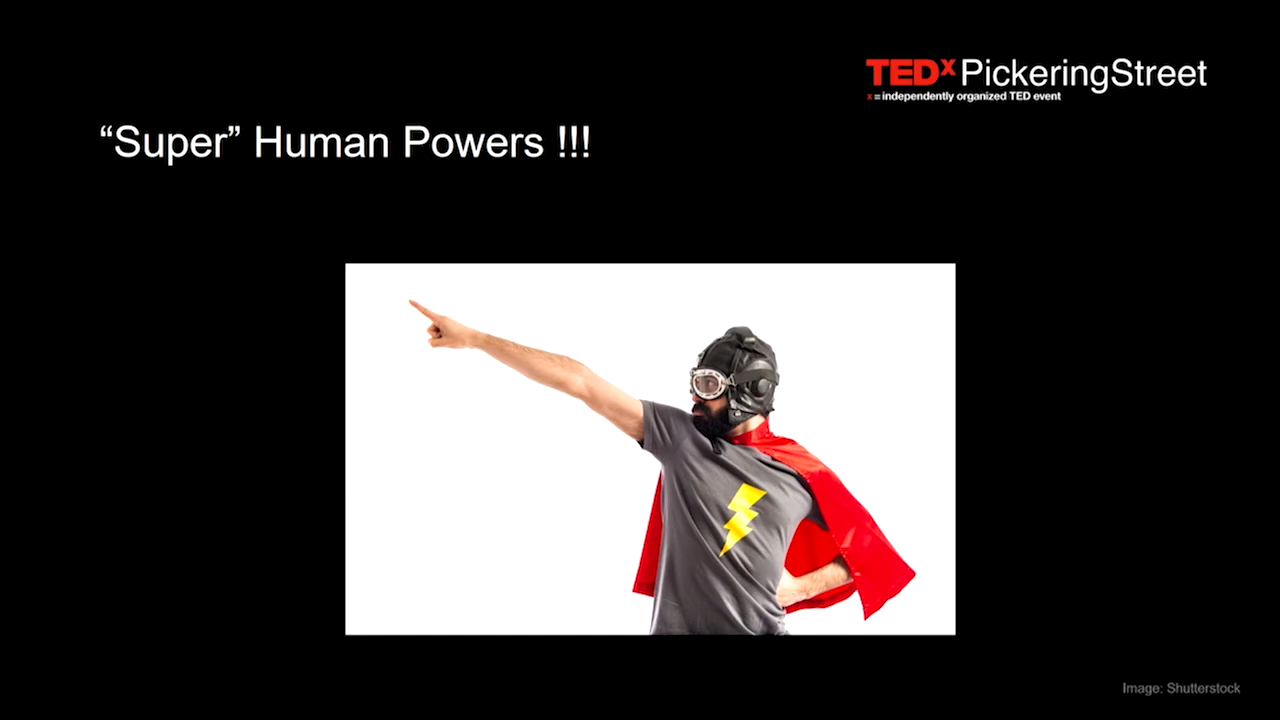 TEDx PickeringStreet
x = independently organized TED event
“Super” Human Powers !!!
Image: Shutterstock